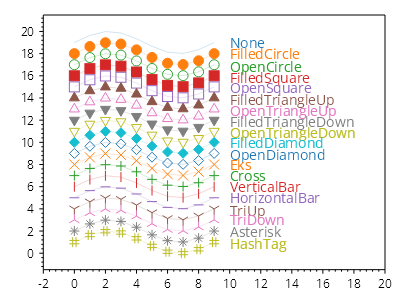 20
None
FilledCircle
18
OpenCircle
16
FilledSquare
OpenSquare
14
FilledTriangleUp
OpenTriangleUp
12
FilledTriangleDown
OpenTriangleDown
10
FilledDiamond
OpenDiamond
8
Eks
Cross
6
VerticalBar
HorizontalBar
4
TriUp
TriDown
2
Asterisk
HashTag
0
-2 0 2 4 6 8 10 12 14 16 18 20